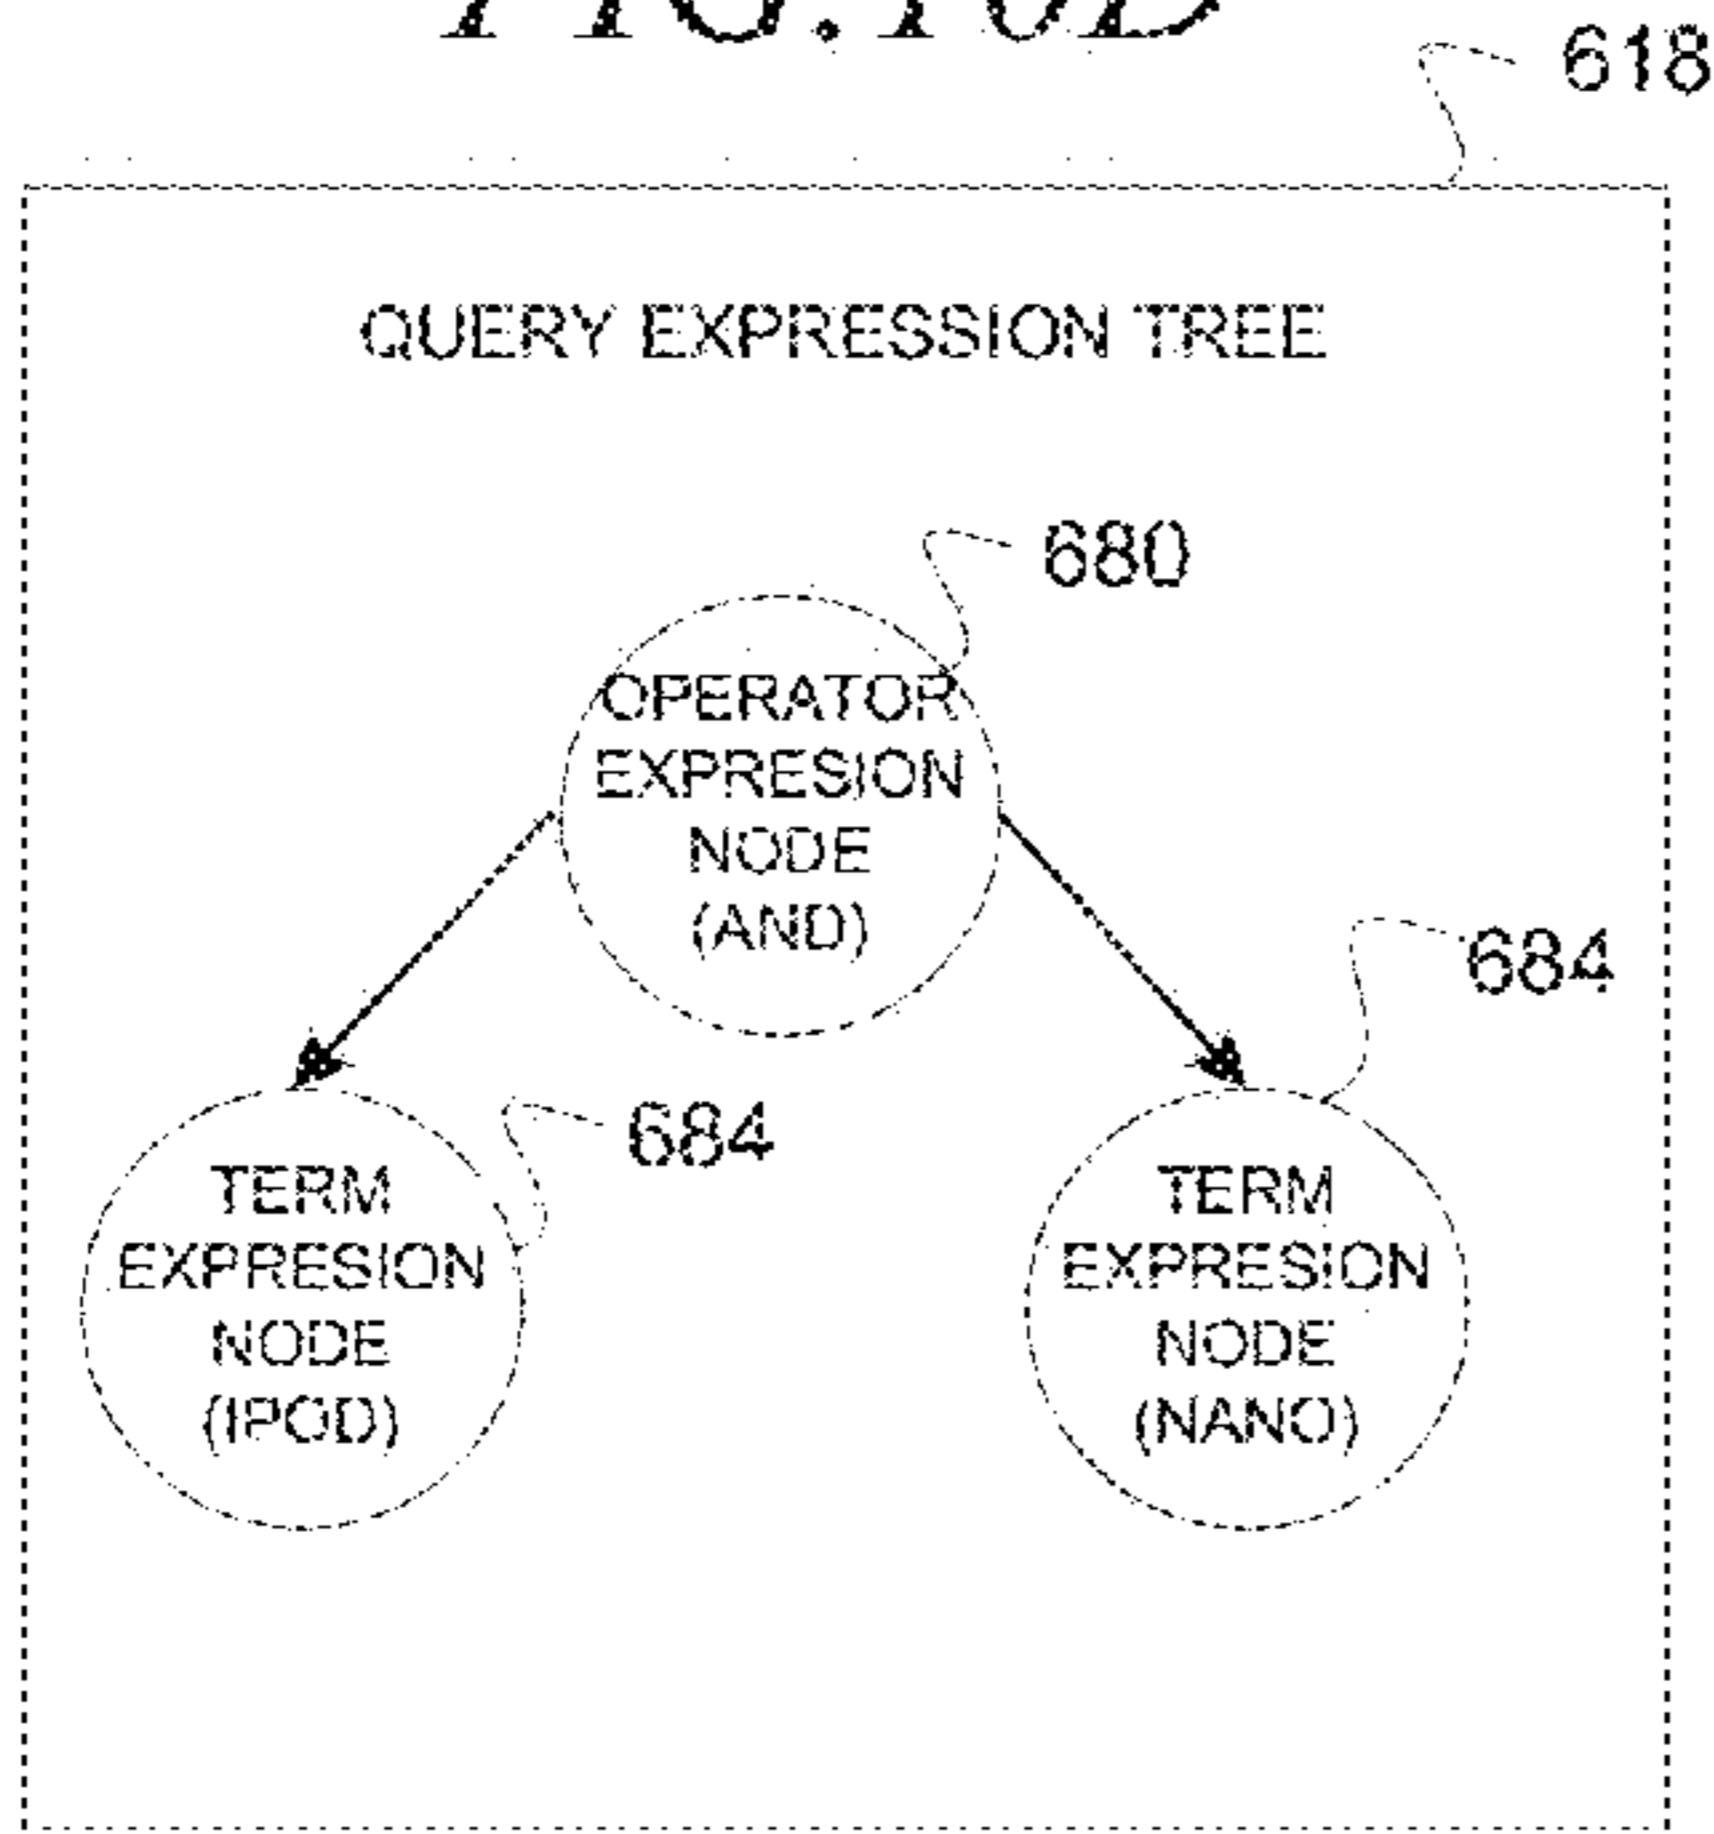 618
QUERY EXPRESSION TREE
680
OPERATOR
EXPRESION
NODE
(AND)
684
684
TERM
EXPRESION
NODE
(IPOD)
TERM
EXPRESION
NODE
(NANO)